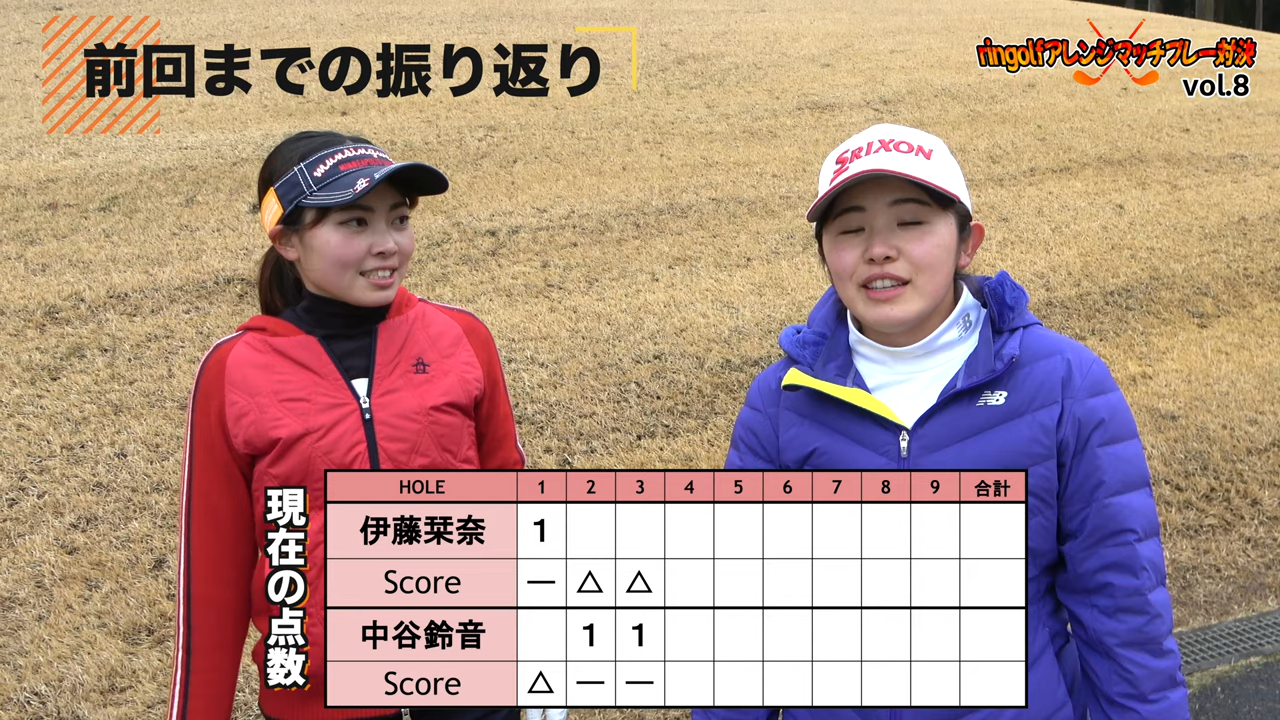 前回までの振り返り
ringolfアレンジマッチプレー対決
vol.8
munsingwear
SRIXON
NB
NB
現在の点数
HOLE 1 2 3 4 5 6 7 8 9 合計
伊藤栞奈 1
Score ― △ △
中谷鈴音 1 1
Score △ ― ―